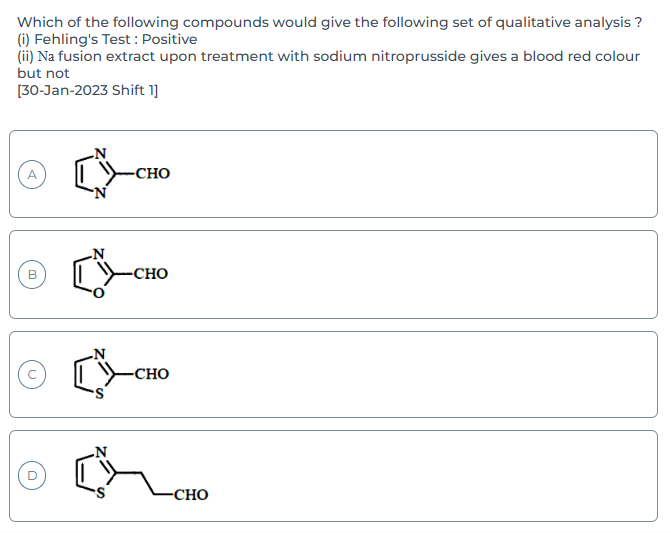 Which of the following compounds would give the following set of qualitative analysis ?
(i) Fehling's Test : Positive
(ii) Na fusion extract upon treatment with sodium nitroprusside gives a blood red colour
but not
[30-Jan-2023 Shift 1]
N
A
-CHO
N
N
B
-CHO
O
N
C
-CHO
S
N
D
S
-CHO